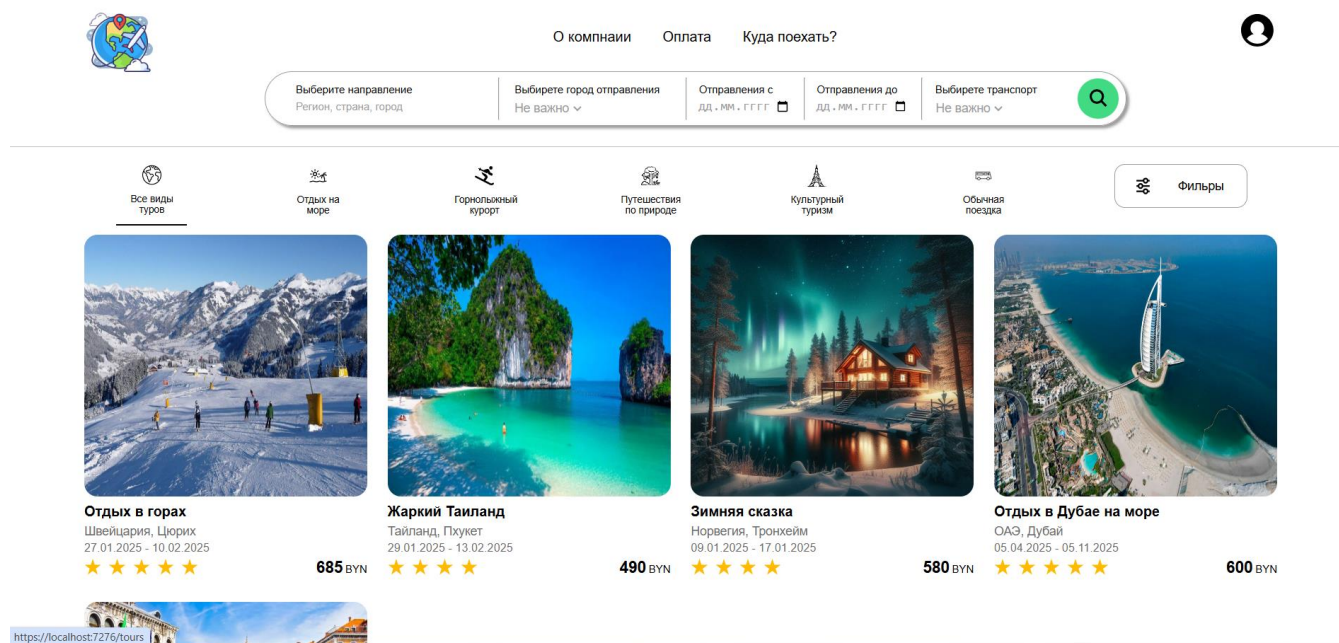 О компнаии Оплата Куда поехать?
Выберите направление
Регион, страна, город
Выбирете город отправления
Не важно
Отправления с
дд.мм.гггг
Отправления до
дд.мм.гггг
Выбирете транспорт
Не важно
Все виды
туров
Отдых на
море
Горнолыжный
курорт
Путешествия
по природе
Культурный
туризм
Обычная
поездка
Фильры
Отдых в горах
Швейцария, Цюрих
27.01.2025 - 10.02.2025
685 BYN
Жаркий Таиланд
Тайланд, Пхукет
29.01.2025 - 13.02.2025
490 BYN
Зимняя сказка
Норвегия, Тронхейм
09.01.2025 - 17.01.2025
580 BYN
Отдых в Дубае на море
ОАЭ, Дубай
05.04.2025 - 05.11.2025
600 BYN
https://localhost:7276/tours